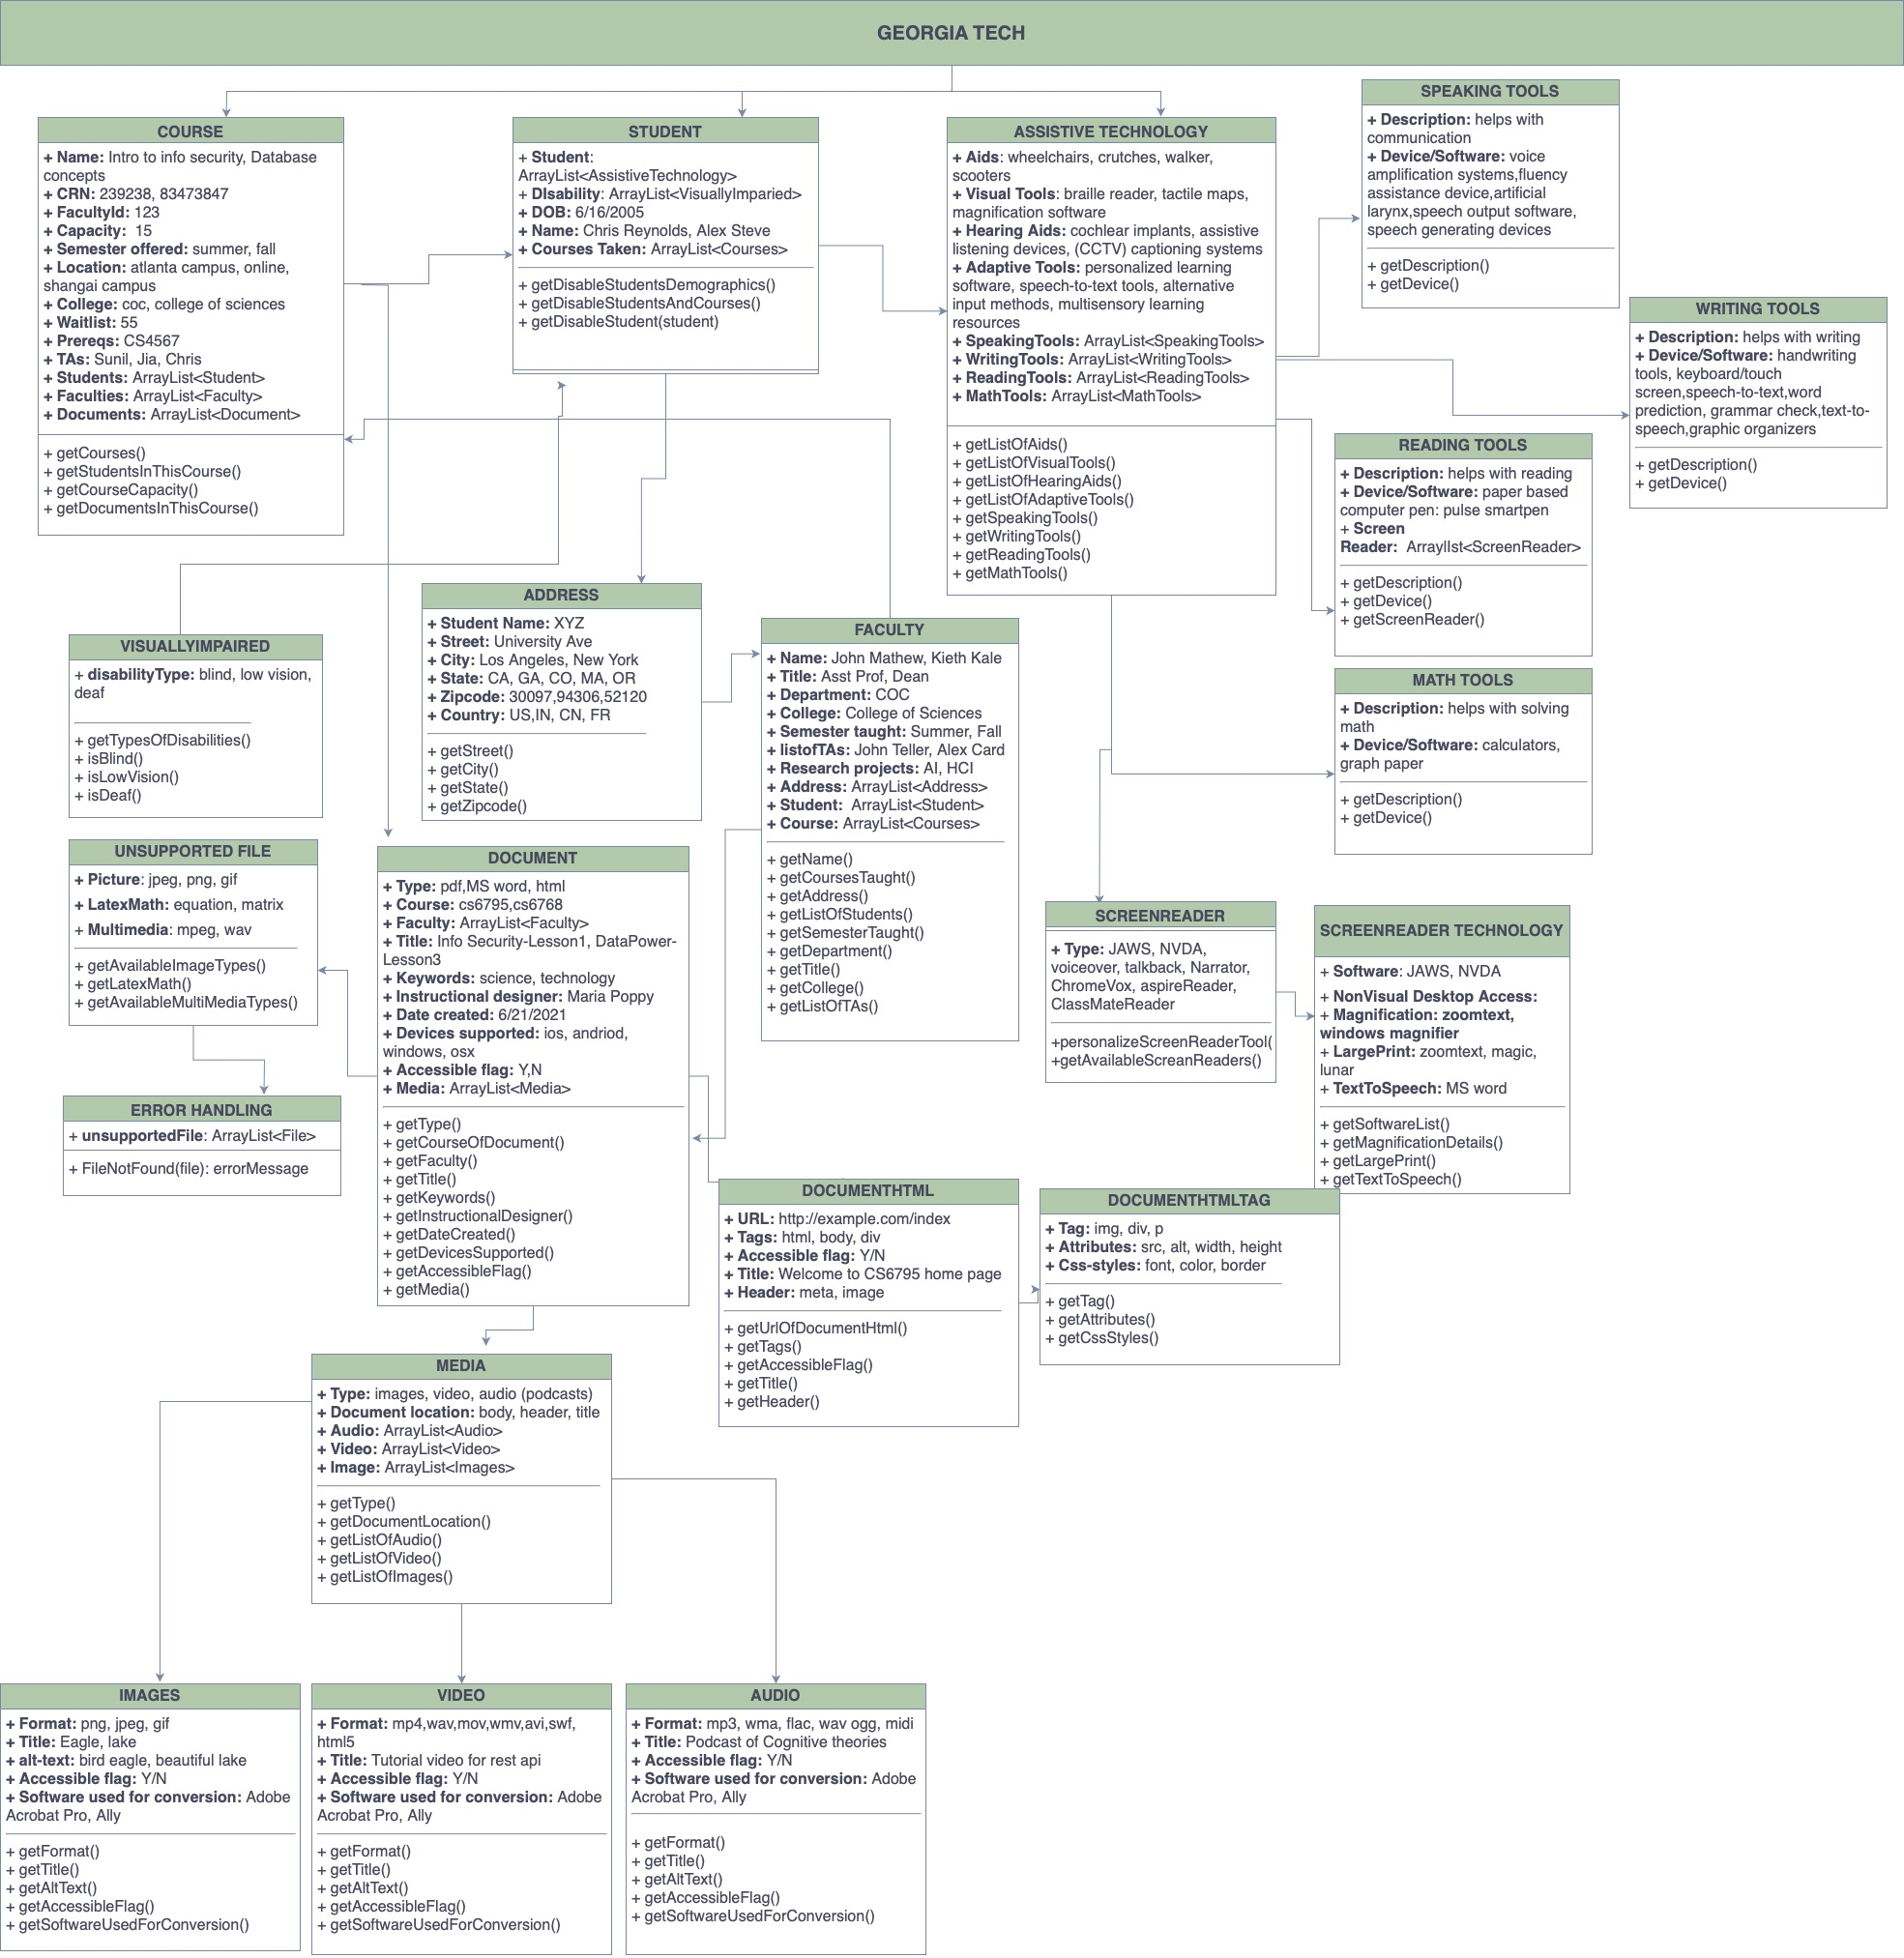 GEORGIA TECH
COURSE
+ Name: Intro to info security, Database
concepts
+ CRN: 239238, 83473847
+ FacultyId: 123
+ Capacity: 15
+ Semester offered: summer, fall
+ Location: atlanta campus, online,
shangai campus
+ College: coc, college of sciences
+ Waitlist: 55
+ Prereqs: CS4567
+ TAs: Sunil, Jia, Chris
+ Students: ArrayList<Student>
+ Faculties: ArrayList<Faculty>
+ Documents: ArrayList<Document>
+ getCourses()
+ getStudentsInThisCourse()
+ getCourseCapacity()
+ getDocumentsInThisCourse()
STUDENT
+ Student:
ArrayList<AssistiveTechnology>
+ DIsability: ArrayList<VisuallyImparied>
+ DOB: 6/16/2005
+ Name: Chris Reynolds, Alex Steve
+ Courses Taken: ArrayList<Courses>
+ getDisableStudentsDemographics()
+ getDisableStudentsAndCourses()
+ getDisableStudent(student)
ASSISTIVE TECHNOLOGY
+ Aids: wheelchairs, crutches, walker,
scooters
+ Visual Tools: braille reader, tactile maps,
magnification software
+ Hearing Aids: cochlear implants, assistive
listening devices, (CCTV) captioning systems
+ Adaptive Tools: personalized learning
software, speech-to-text tools, alternative
input methods, multisensory learning
resources
+ SpeakingTools: ArrayList<SpeakingTools>
+ WritingTools: ArrayList<WritingTools>
+ ReadingTools: ArrayList<ReadingTools>
+ MathTools: ArrayList<MathTools>
+ getListOfAids()
+ getListOfVisualTools()
+ getListOfHearingAids()
+ getListOfAdaptiveTools()
+ getSpeakingTools()
+ getWritingTools()
+ getReadingTools()
+ getMathTools()
SPEAKING TOOLS
+ Description: helps with
communication
+ Device/Software: voice
amplification systems,fluency
assistance device,artificial
larynx,speech output software,
speech generating devices
+ getDescription()
+ getDevice()
WRITING TOOLS
+ Description: helps with writing
+ Device/Software: handwriting
tools, keyboard/touch
screen,speech-to-text,word
prediction, grammar check,text-to-
speech,graphic organizers
+ getDescription()
+ getDevice()
READING TOOLS
+ Description: helps with reading
+ Device/Software: paper based
computer pen: pulse smartpen
+ Screen
Reader: ArraylIst<ScreenReader>
+ getDescription()
+ getDevice()
+ getScreenReader()
MATH TOOLS
+ Description: helps with solving
math
+ Device/Software: calculators,
graph paper
+ getDescription()
+ getDevice()
VISUALLYIMPAIRED
+ disabilityType: blind, low vision,
deaf
+ getTypesOfDisabilities()
+ isBlind()
+ isLowVision()
+ isDeaf()
ADDRESS
+ Student Name: XYZ
+ Street: University Ave
+ City: Los Angeles, New York
+ State: CA, GA, CO, MA, OR
+ Zipcode: 30097,94306,52120
+ Country: US,IN, CN, FR
+ getStreet()
+ getCity()
+ getState()
+ getZipcode()
FACULTY
+ Name: John Mathew, Kieth Kale
+ Title: Asst Prof, Dean
+ Department: COC
+ College: College of Sciences
+ Semester taught: Summer, Fall
+ listofTAs: John Teller, Alex Card
+ Research projects: AI, HCI
+ Address: ArrayList<Address>
+ Student: ArrayList<Student>
+ Course: ArrayList<Courses>
+ getName()
+ getCoursesTaught()
+ getAddress()
+ getListOfStudents()
+ getSemesterTaught()
+ getDepartment()
+ getTitle()
+ getCollege()
+ getListOfTAs()
UNSUPPORTED FILE
+ Picture: jpeg, png, gif
+ LatexMath: equation, matrix
+ Multimedia: mpeg, wav
+ getAvailableImageTypes()
+ getLatexMath()
+ getAvailableMultiMediaTypes()
ERROR HANDLING
+ unsupportedFile: ArrayList<File>
+ FileNotFound(file): errorMessage
DOCUMENT
+ Type: pdf,MS word, html
+ Course: cs6795,cs6768
+ Faculty: ArrayList<Faculty>
+ Title: Info Security-Lesson1, DataPower-
Lesson3
+ Keywords: science, technology
+ Instructional designer: Maria Poppy
+ Date created: 6/21/2021
+ Devices supported: ios, andriod,
windows, osx
+ Accessible flag: Y,N
+ Media: ArrayList<Media>
+ getType()
+ getCourseOfDocument()
+ getFaculty()
+ getTitle()
+ getKeywords()
+ getInstructionalDesigner()
+ getDateCreated()
+ getDevicesSupported()
+ getAccessibleFlag()
+ getMedia()
SCREENREADER
+ Type: JAWS, NVDA,
voiceover, talkback, Narrator,
ChromeVox, aspireReader,
ClassMateReader
+personalizeScreenReaderTool(
+getAvailableScreanReaders()
SCREENREADER TECHNOLOGY
+ Software: JAWS, NVDA
+ NonVisual Desktop Access:
+ Magnification: zoomtext,
windows magnifier
+ LargePrint: zoomtext, magic,
lunar
+ TextToSpeech: MS word
+ getSoftwareList()
+ getMagnificationDetails()
+ getLargePrint()
+ getTextToSpeech()
DOCUMENTHTML
+ URL: http://example.com/index
+ Tags: html, body, div
+ Accessible flag: Y/N
+ Title: Welcome to CS6795 home page
+ Header: meta, image
+ getUrlOfDocumentHtml()
+ getTags()
+ getAccessibleFlag()
+ getTitle()
+ getHeader()
DOCUMENTHTMLTAG
+ Tag: img, div, p
+ Attributes: src, alt, width, height
+ Css-styles: font, color, border
+ getTag()
+ getAttributes()
+ getCssStyles()
MEDIA
+ Type: images, video, audio (podcasts)
+ Document location: body, header, title
+ Audio: ArrayList<Audio>
+ Video: ArrayList<Video>
+ Image: ArrayList<Images>
+ getType()
+ getDocumentLocation()
+ getListOfAudio()
+ getListOfVideo()
+ getListOfImages()
IMAGES
+ Format: png, jpeg, gif
+ Title: Eagle, lake
+ alt-text: bird eagle, beautiful lake
+ Accessible flag: Y/N
+ Software used for conversion: Adobe
Acrobat Pro, Ally
+ getFormat()
+ getTitle()
+ getAltText()
+ getAccessibleFlag()
+ getSoftwareUsedForConversion()
VIDEO
+ Format: mp4,wav,mov,wmv,avi,swf,
html5
+ Title: Tutorial video for rest api
+ Accessible flag: Y/N
+ Software used for conversion: Adobe
Acrobat Pro, Ally
+ getFormat()
+ getTitle()
+ getAltText()
+ getAccessibleFlag()
+ getSoftwareUsedForConversion()
AUDIO
+ Format: mp3, wma, flac, wav ogg, midi
+ Title: Podcast of Cognitive theories
+ Accessible flag: Y/N
+ Software used for conversion: Adobe
Acrobat Pro, Ally
+ getFormat()
+ getTitle()
+ getAltText()
+ getAccessibleFlag()
+ getSoftwareUsedForConversion()